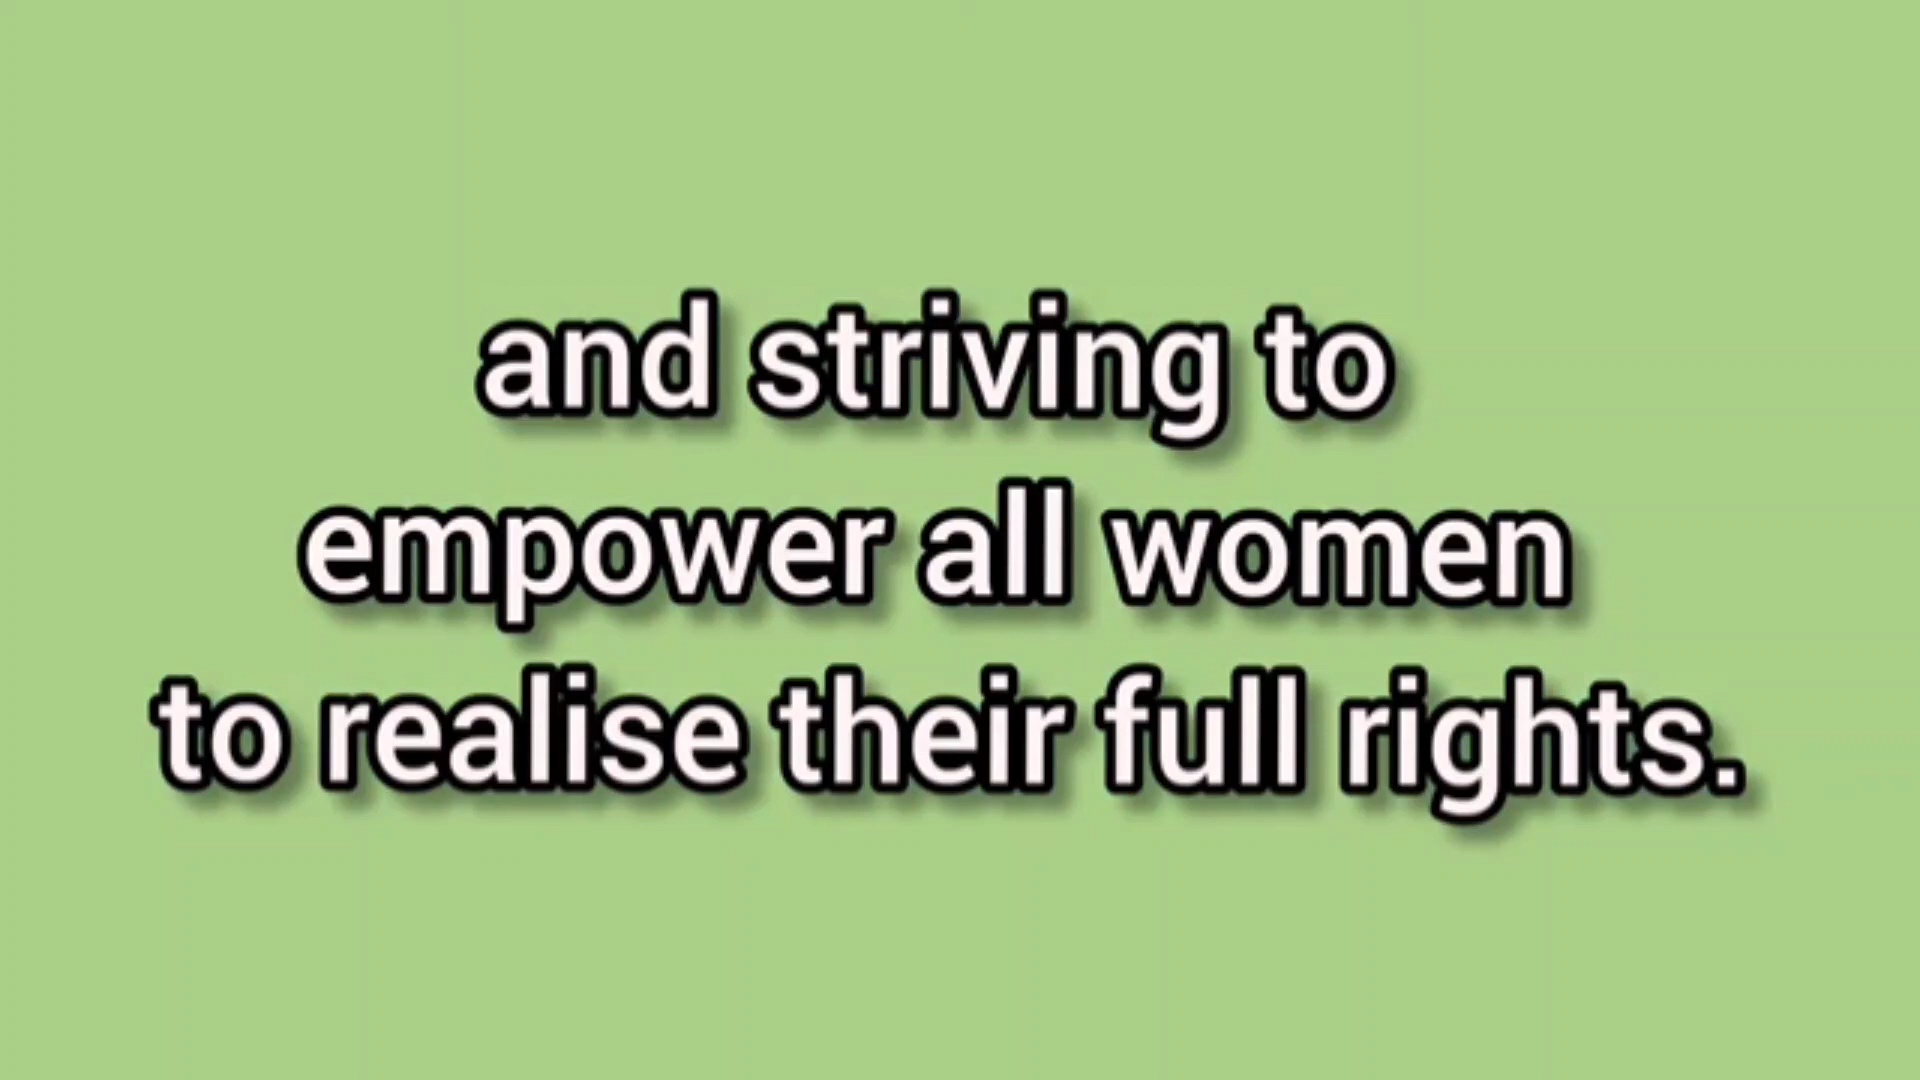 and striving to
empower all women
to realise their full rights.